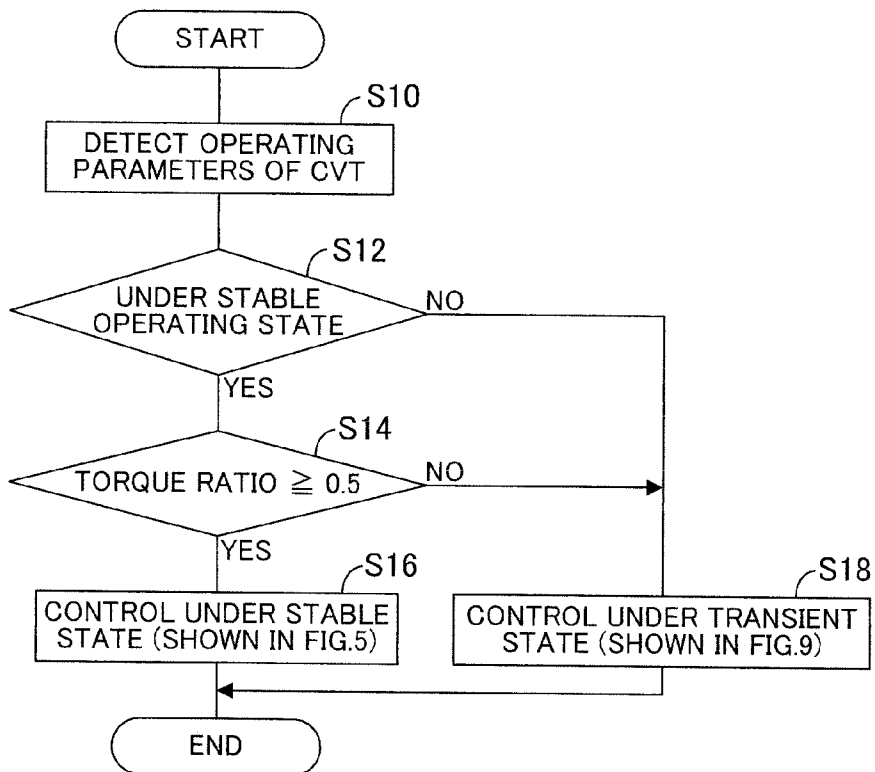 START
S10
DETECT OPERATING
PARAMETERS OF CVT
S12
UNDER STABLE
OPERATING STATE
NO
YES
S14
TORQUE RATIO ≧ 0.5
NO
YES
S16
CONTROL UNDER STABLE
STATE (SHOWN IN FIG.5)
S18
CONTROL UNDER TRANSIENT
STATE (SHOWN IN FIG.9)
END